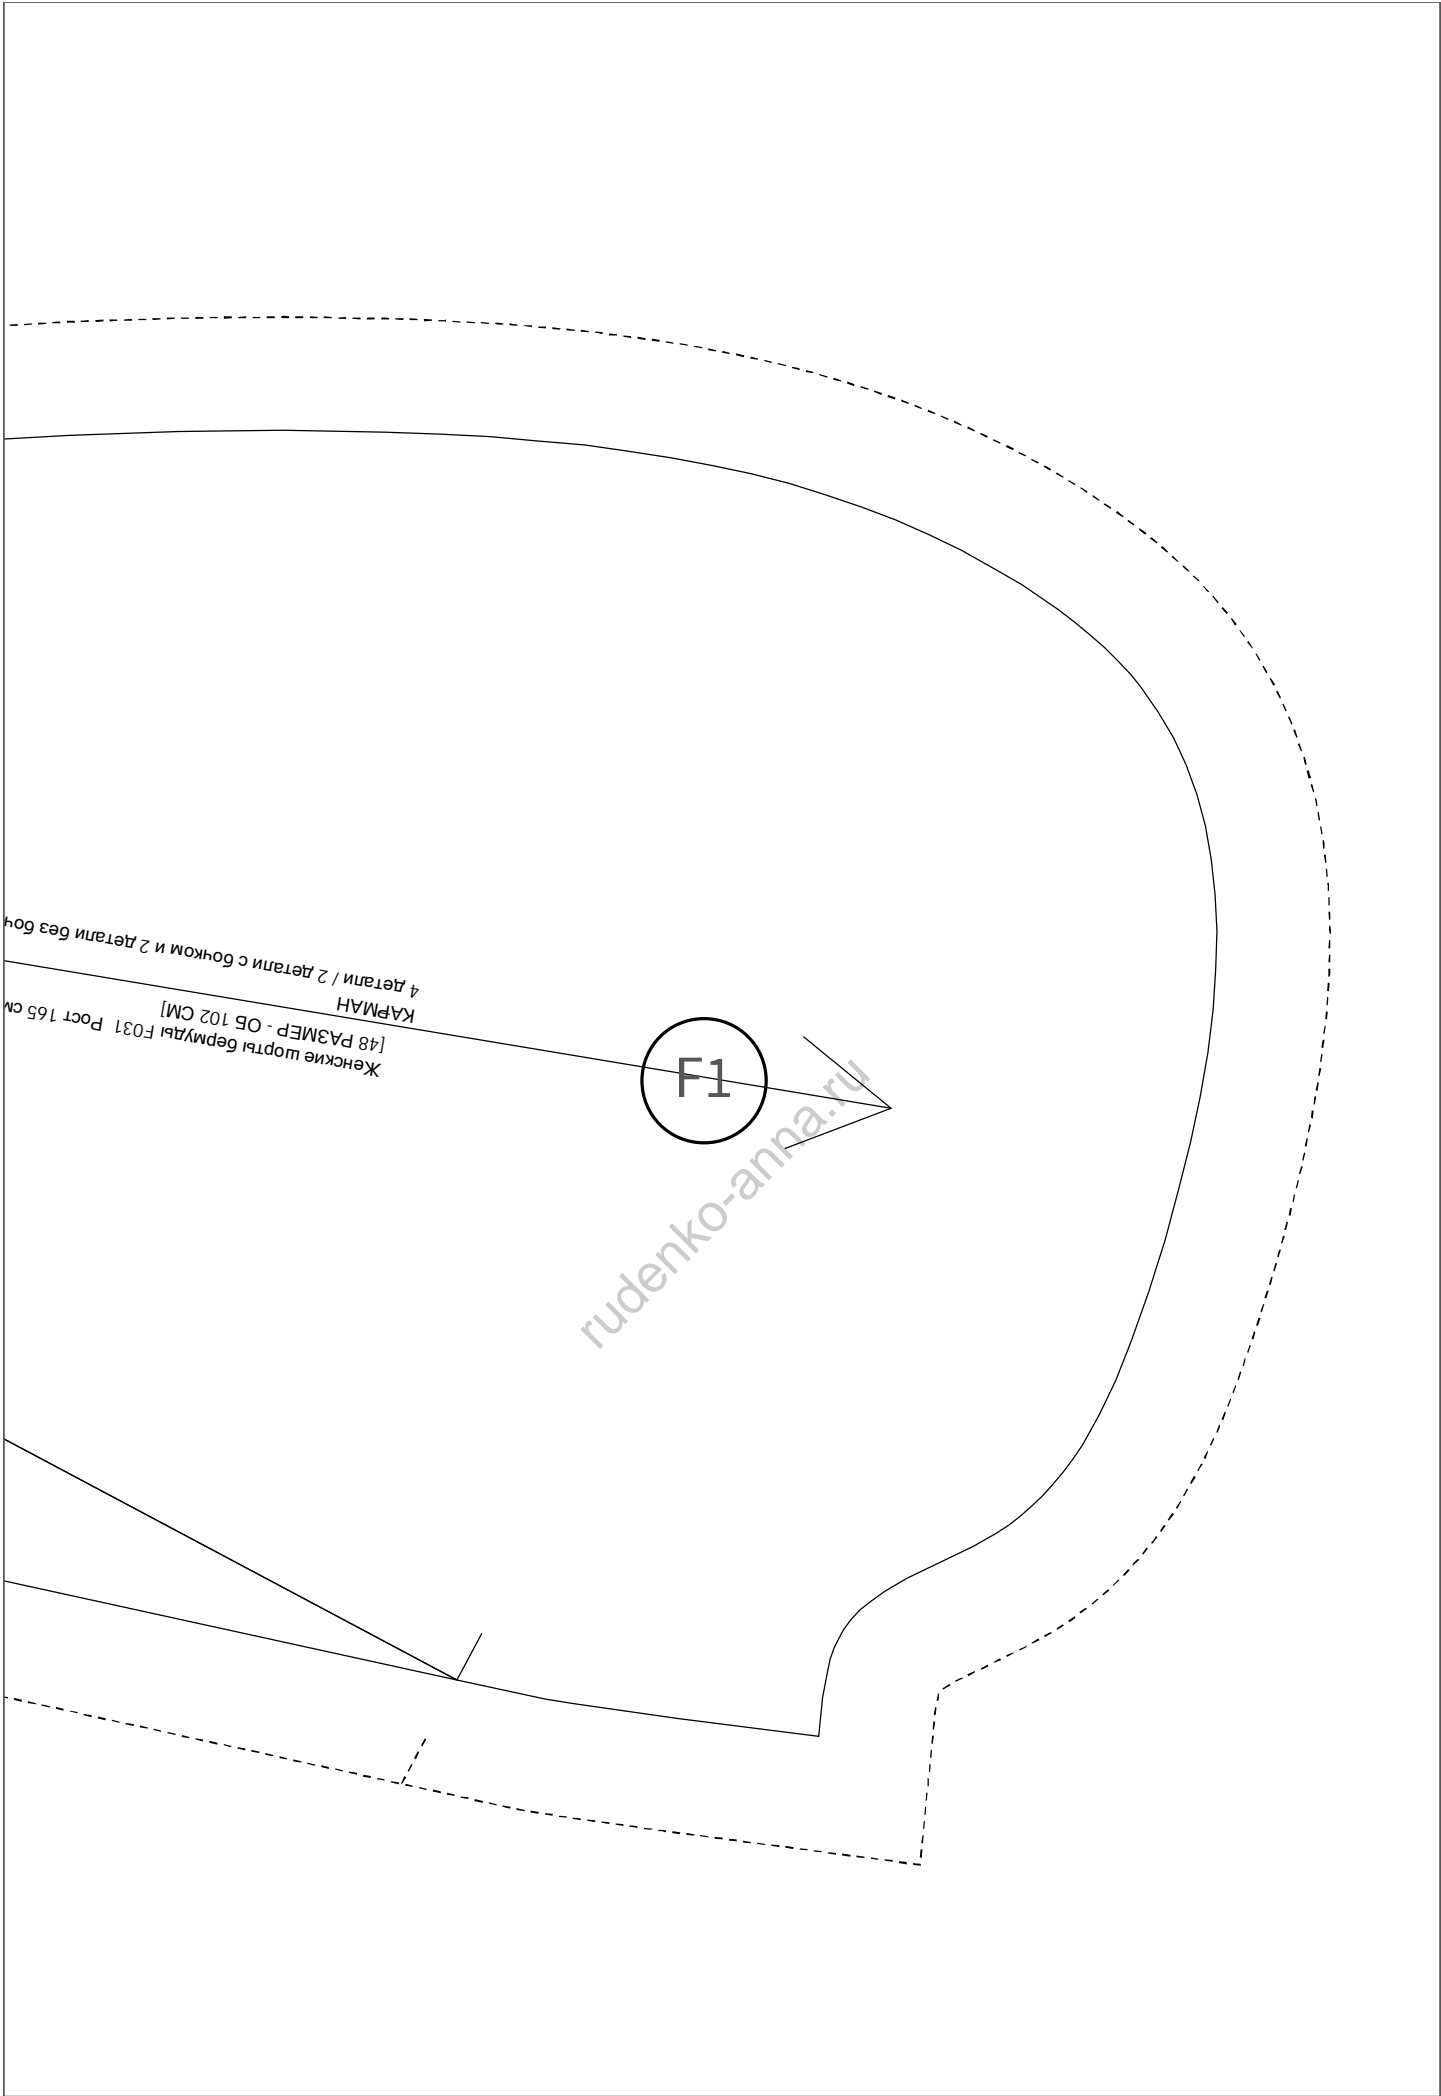 Женские шорты бермуды F031 Рост 165 см
[48 РАЗМЕР - ОБ 102 СМ]
КАРМАН
4 детали / 2 детали с бочком и 2 детали без
F1
rudenko-anna.ru